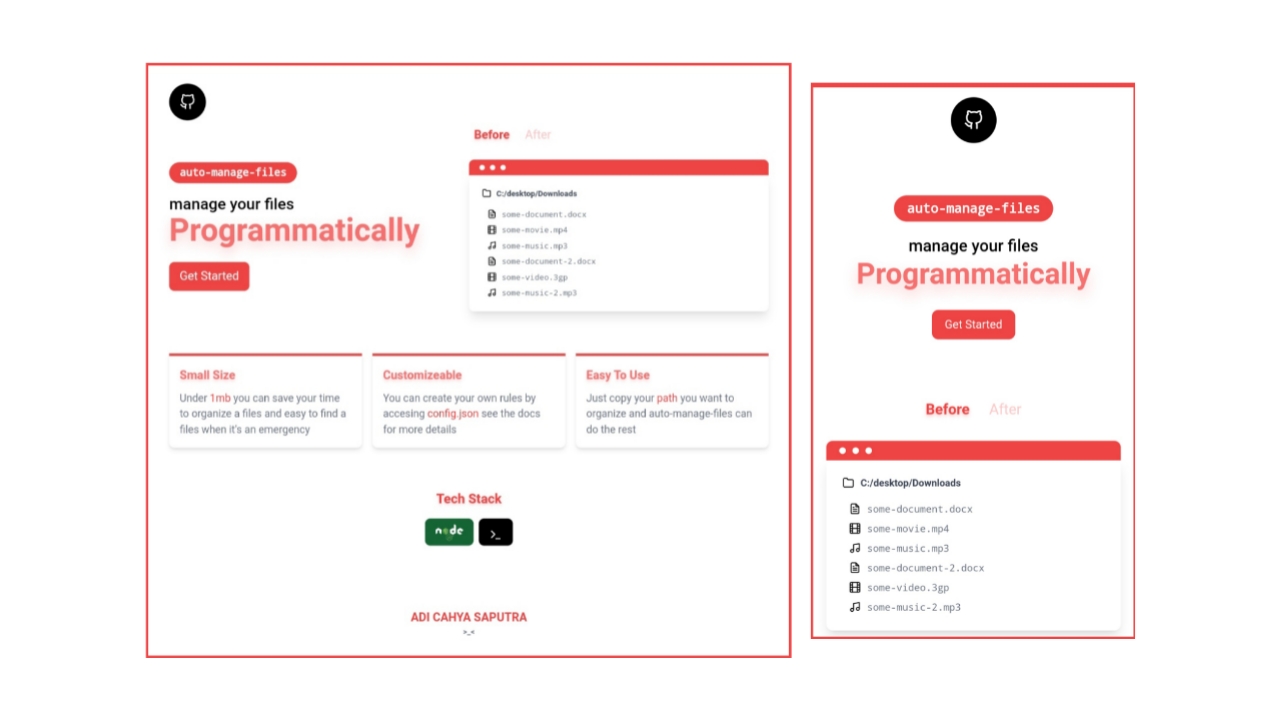 auto-manage-files
manage your files
Programmatically
Get Started
Before After
C:/desktop/Downloads
some-document.docx
some-movie.mp4
some-music.mp3
some-document-2.docx
some-video.3gp
some-music-2.mp3
Small Size
Under 1mb you can save your time
to organize a files and easy to find a
files when it's an emergency
Customizeable
You can create your own rules by
accesing config.json see the docs
for more details
Easy To Use
Just copy your path you want to
organize and auto-manage-files can
do the rest
Tech Stack
node
>_
ADI CAHYA SAPUTRA
>_<
auto-manage-files
manage your files
Programmatically
Get Started
Before After
C:/desktop/Downloads
some-document.docx
some-movie.mp4
some-music.mp3
some-document-2.docx
some-video.3gp
some-music-2.mp3